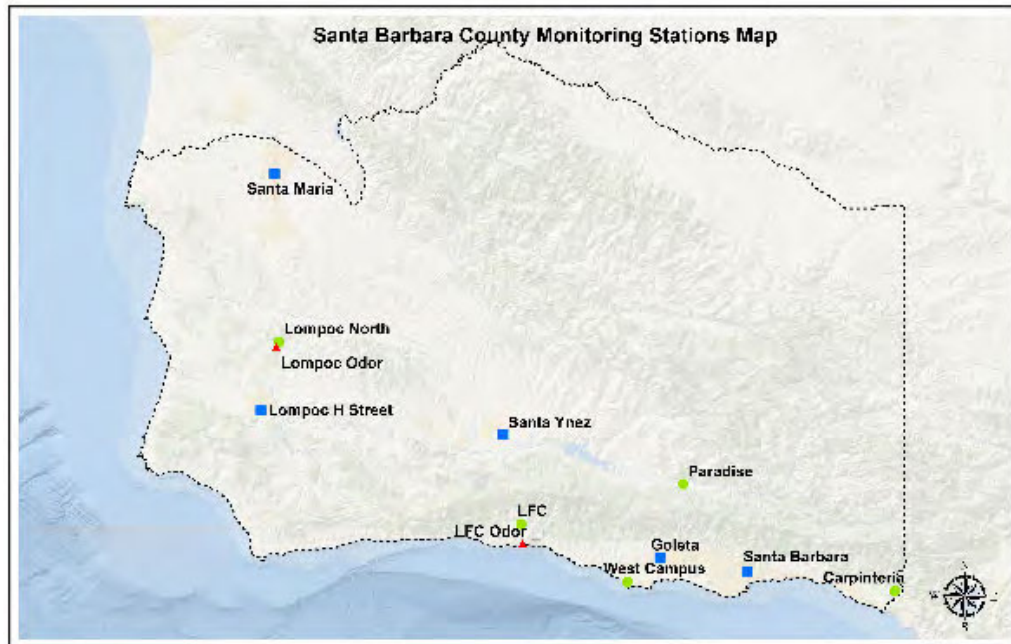 Santa Barbara County Monitoring Stations Map
Santa Maria
Lompoc North
Lompoc Odor
Lompoc H Street
Santa Ynez
Paradise
LFC
LFC Odor
Goleta
Santa Barbara
West Campus
Carpinteria